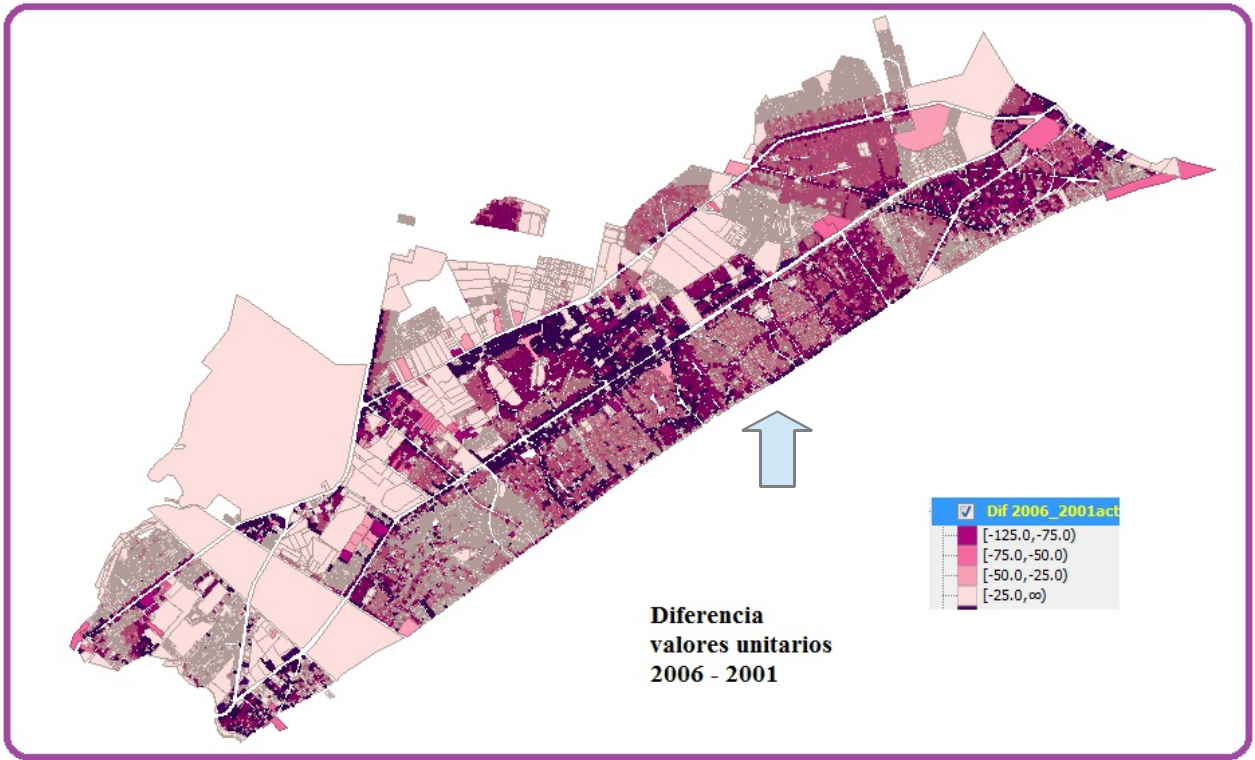 Dif 2006_2001act
[-125.0,-75.0)
[-75.0,-50.0)
[-50.0,-25.0)
[-25.0,∞)
Diferencia
valores unitarios
2006 - 2001